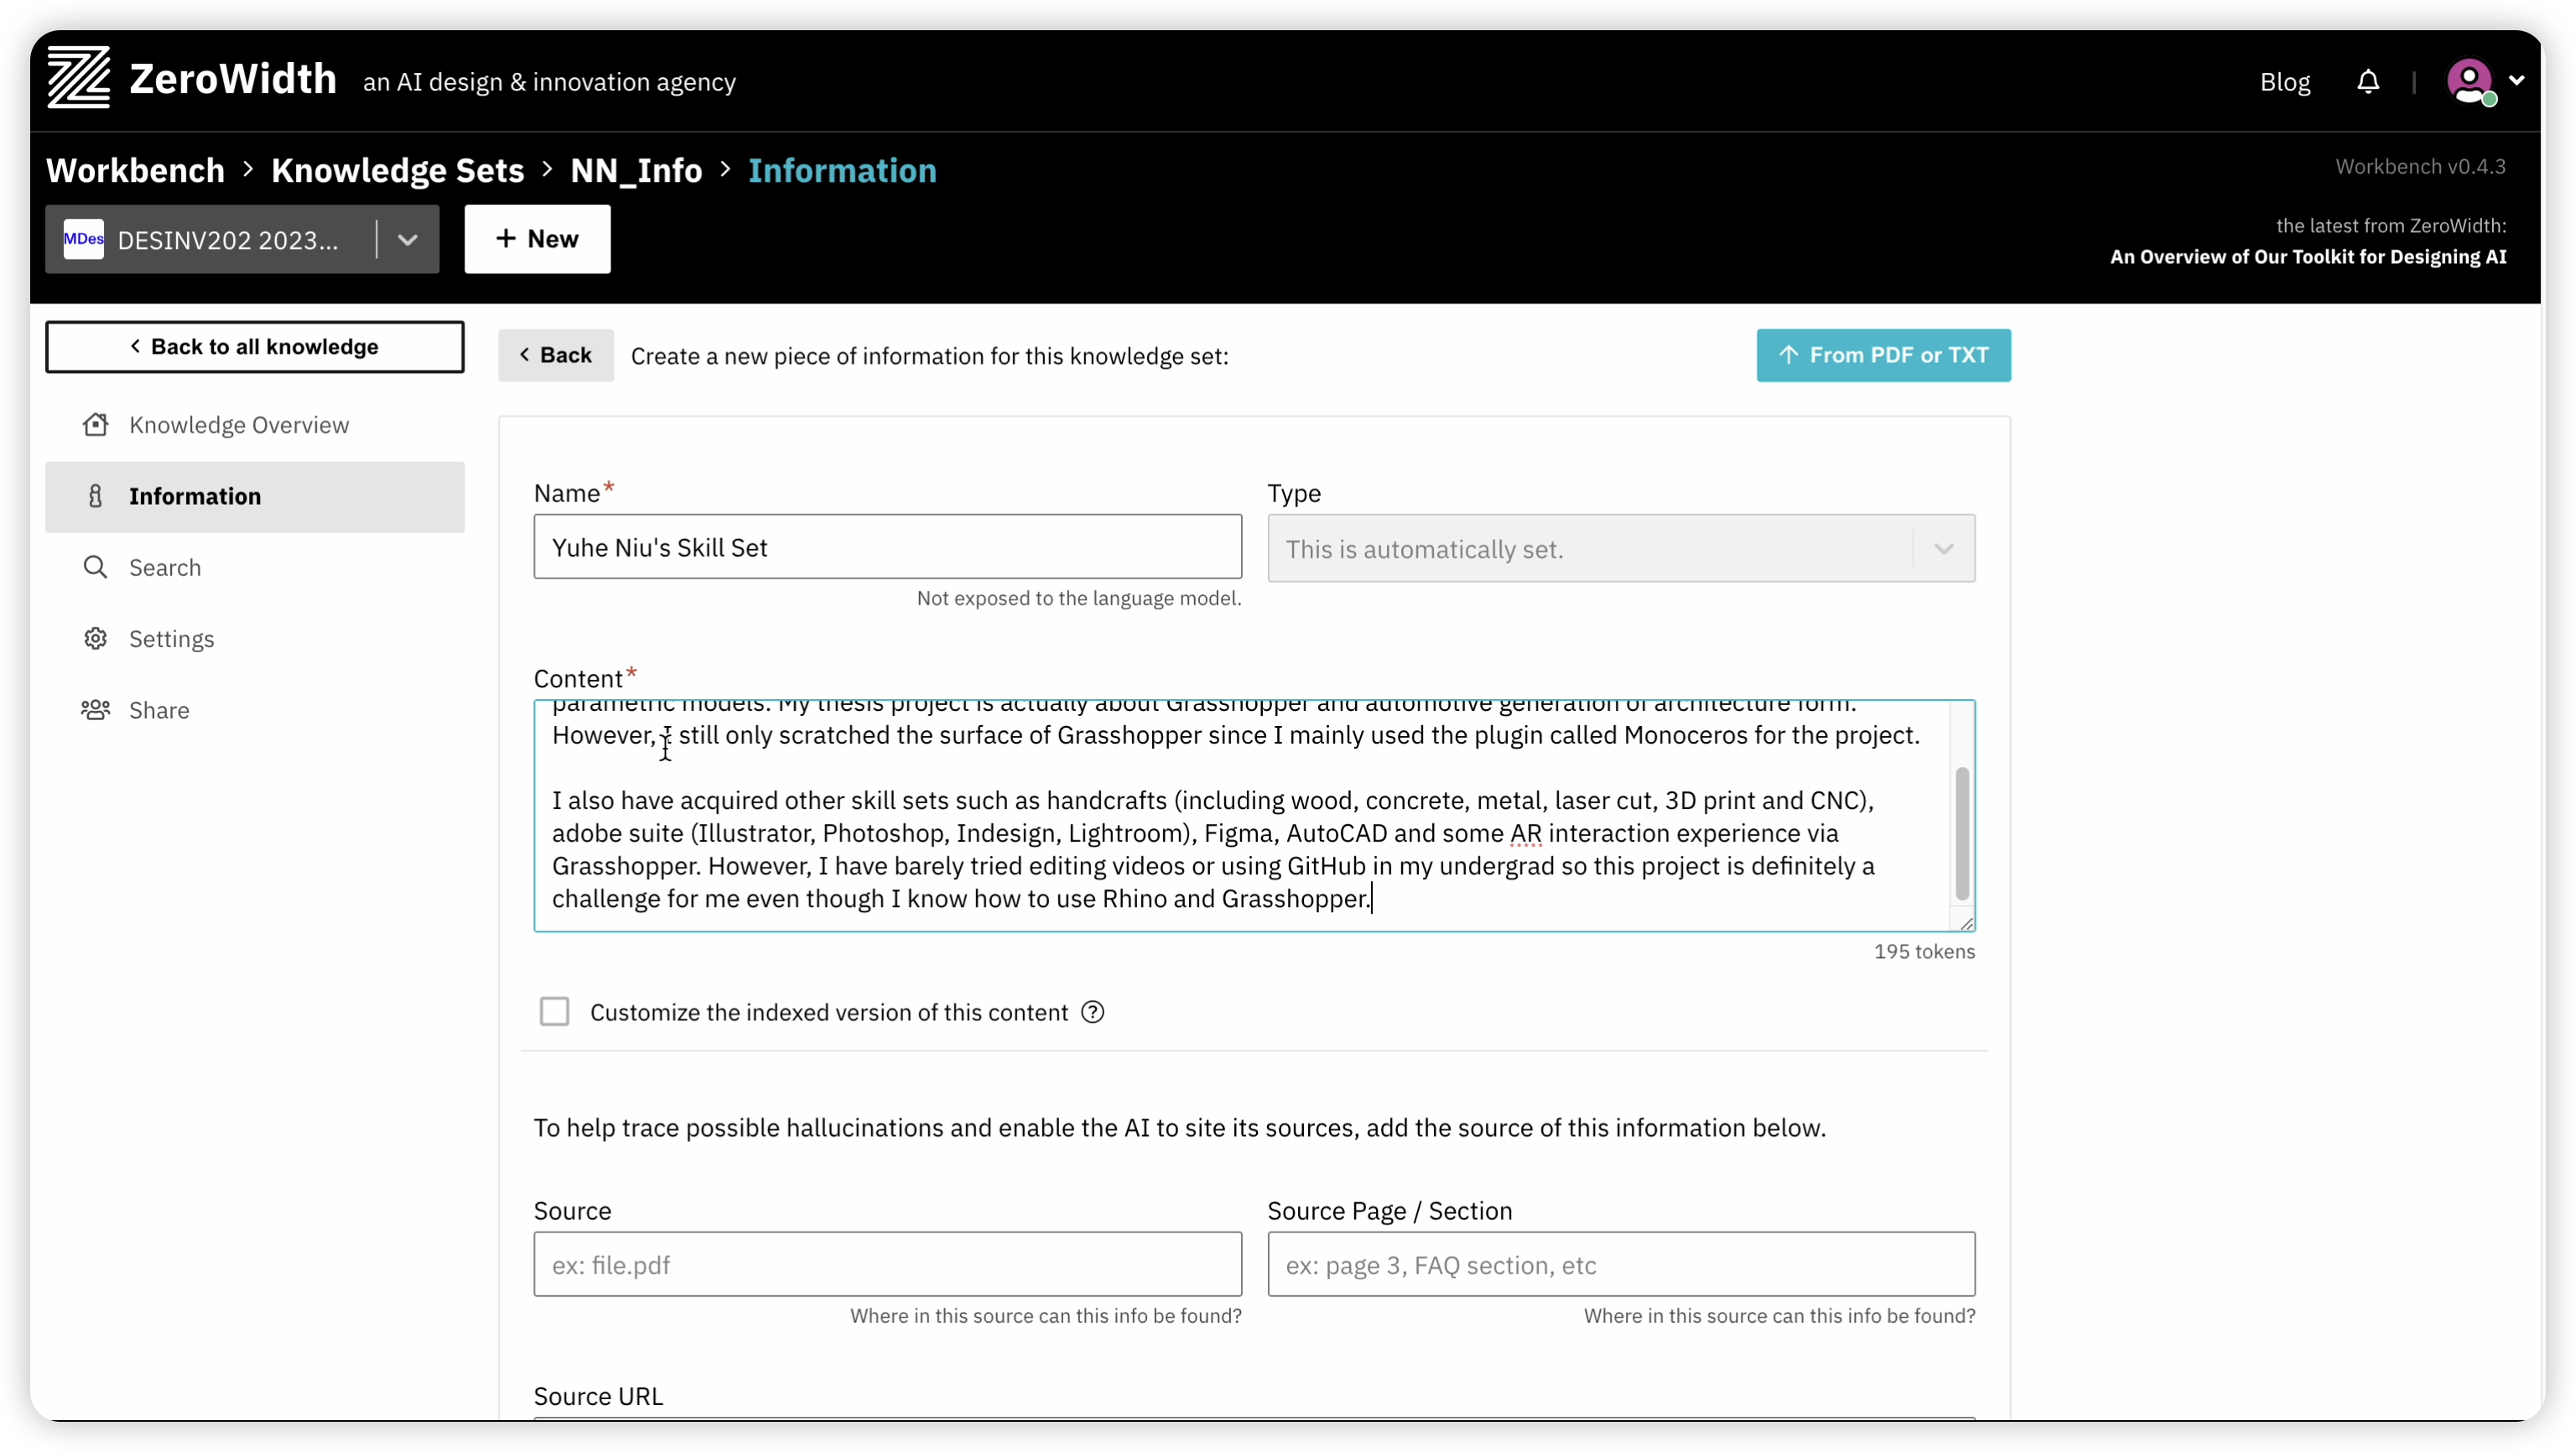 ZeroWidth an AI design & innovation agency
Blog |
Workbench > Knowledge Sets > NN_Info > Information
Workbench v0.4.3
MDes DESINV202 2023...
+ New
the latest from ZeroWidth:
An Overview of Our Toolkit for Designing AI
< Back to all knowledge
Knowledge Overview
Information
Search
Settings
Share
< Back Create a new piece of information for this knowledge set:
↑ From PDF or TXT
Name*
Yuhe Niu's Skill Set
Not exposed to the language model.
Type
This is automatically set.
Content*
parametric models. My thesis project is actually about Grasshopper and automotive generation of architecture form.
However, I still only scratched the surface of Grasshopper since I mainly used the plugin called Monoceros for the project.
I also have acquired other skill sets such as handcrafts (including wood, concrete, metal, laser cut, 3D print and CNC),
adobe suite (Illustrator, Photoshop, Indesign, Lightroom), Figma, AutoCAD and some AR interaction experience via
Grasshopper. However, I have barely tried editing videos or using GitHub in my undergrad so this project is definitely a
challenge for me even though I know how to use Rhino and Grasshopper.
195 tokens
Customize the indexed version of this content ?
To help trace possible hallucinations and enable the AI to site its sources, add the source of this information below.
Source
ex: file.pdf
Where in this source can this info be found?
Source Page / Section
ex: page 3, FAQ section, etc
Where in this source can this info be found?
Source URL